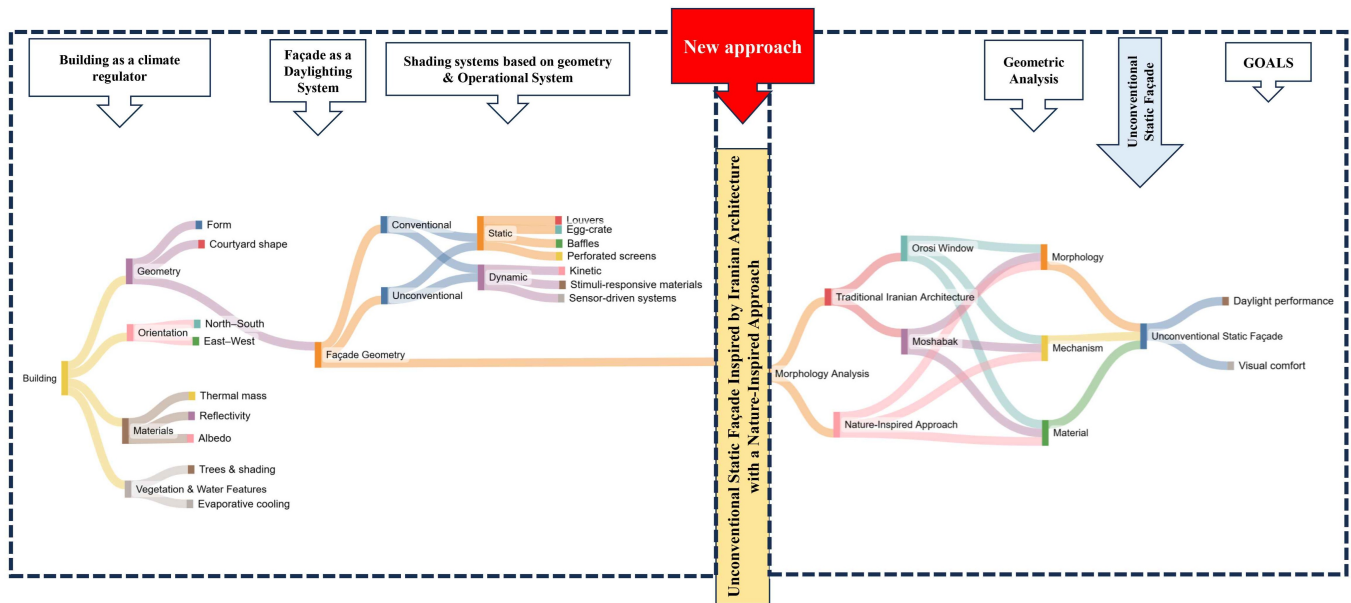 Building as a climate
regulator
Façade as a
Daylighting
System
Shading systems based on geometry
& Operational System
New approach
Geometric
Analysis
Unconventional
Static Façade
GOALS
Building
Geometry
Form
Courtyard shape
Orientation
North–South
East–West
Materials
Thermal mass
Reflectivity
Albedo
Vegetation & Water Features
Trees & shading
Evaporative cooling
Façade Geometry
Conventional
Unconventional
Static
Louvers
Egg-crate
Baffles
Perforated screens
Dynamic
Kinetic
Stimuli-responsive materials
Sensor-driven systems
Unconventional Static Façade Inspired by Iranian Architecture
with a Nature-Inspired Approach
Morphology Analysis
Traditional Iranian Architecture
Nature-Inspired Approach
Orosi Window
Moshabak
Morphology
Mechanism
Material
Unconventional Static Façade
Daylight performance
Visual comfort